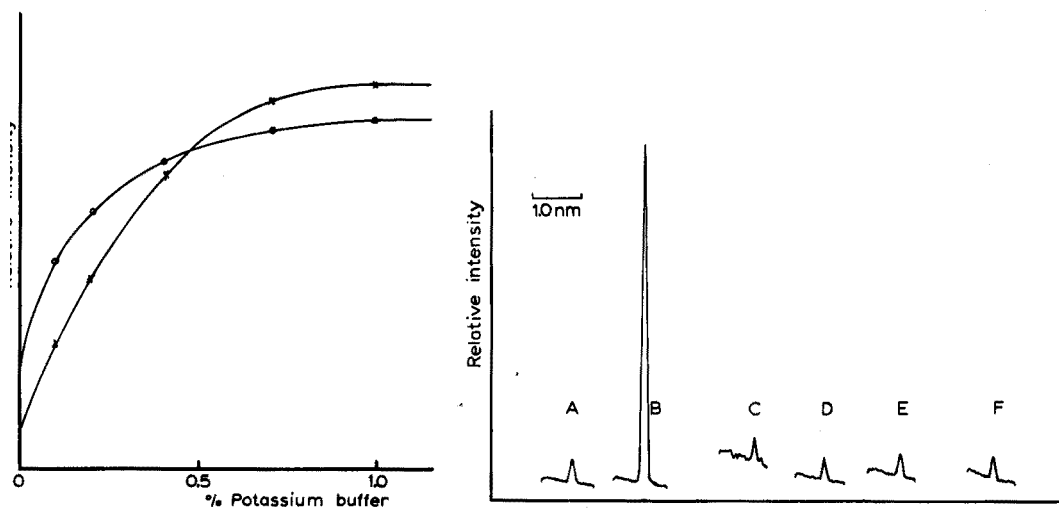 0
0.5
1.0
% Potassium buffer
Relative intensity
1.0 nm
A B C D E F